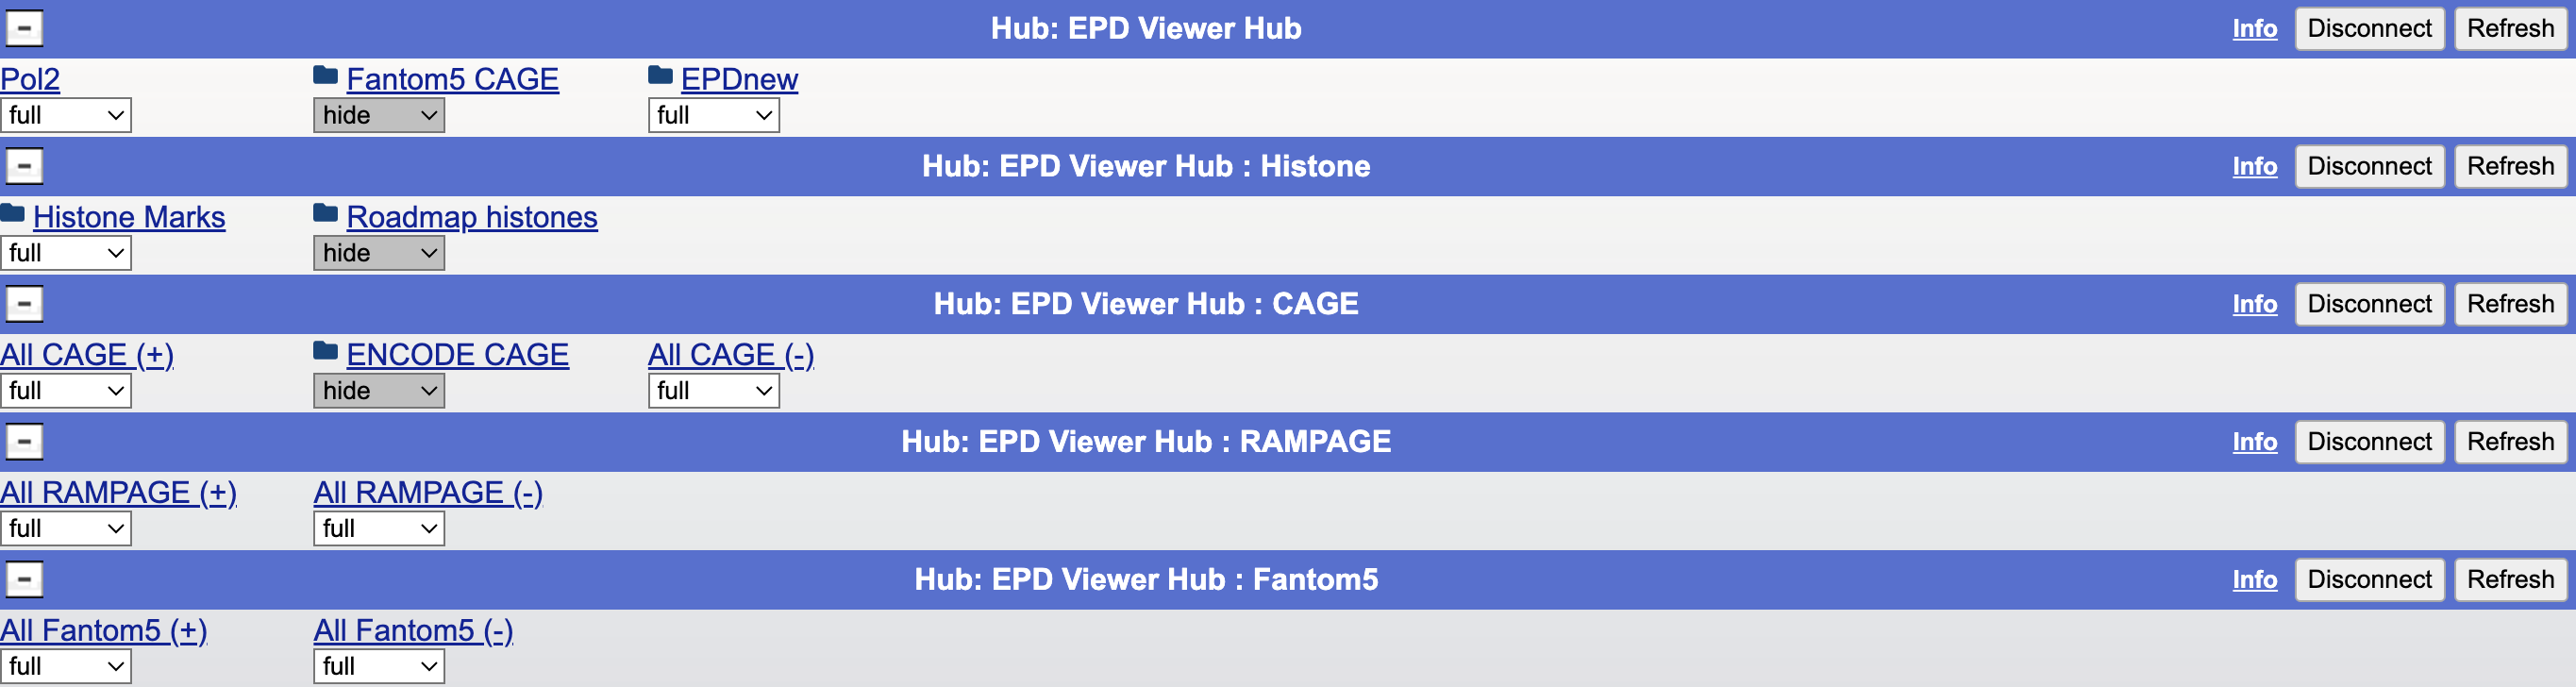 Hub: EPD Viewer Hub Info Disconnect Refresh
Pol2 Fantom5 CAGE EPDnew
full hide full
Hub: EPD Viewer Hub : Histone Info Disconnect Refresh
Histone Marks Roadmap histones
full hide
Hub: EPD Viewer Hub : CAGE Info Disconnect Refresh
All CAGE (+) ENCODE CAGE All CAGE (-)
full hide full
Hub: EPD Viewer Hub : RAMPAGE Info Disconnect Refresh
All RAMPAGE (+) All RAMPAGE (-)
full full
Hub: EPD Viewer Hub : Fantom5 Info Disconnect Refresh
All Fantom5 (+) All Fantom5 (-)
full full